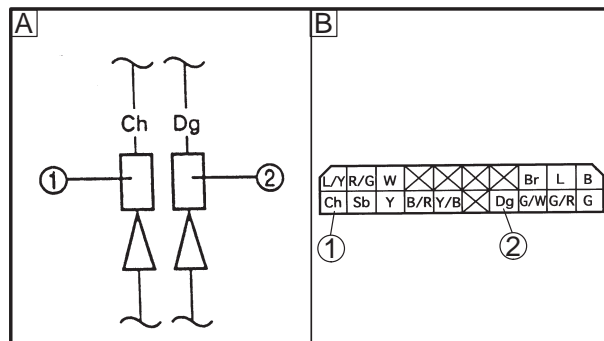 A
Ch Dg
1 2
B
L/Y R/G W Br L B
Ch Sb Y B/R Y/B Dg G/W G/R G
1 2